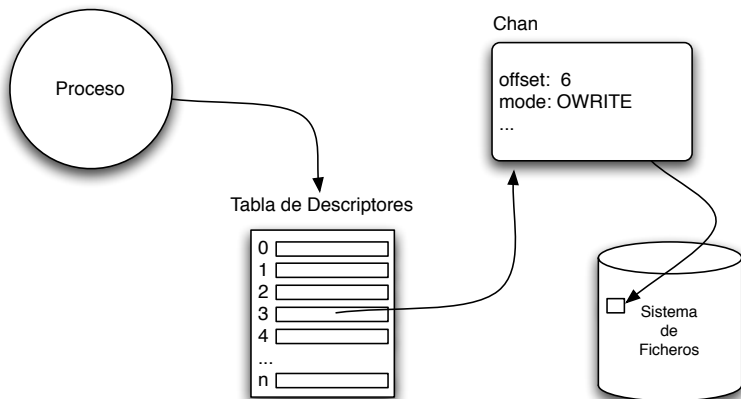 Chan
Proceso
offset: 6
mode: OWRITE
...
Tabla de Descriptores
0
1
2
3
4
...
n
Sistema
de
Ficheros